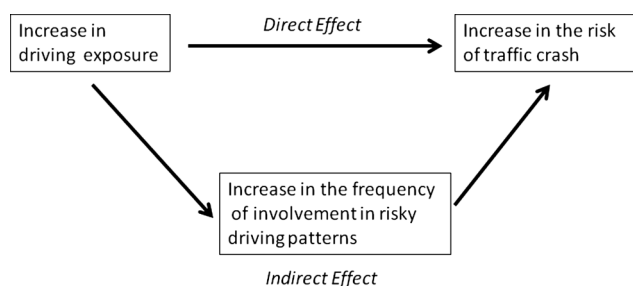 Increase in
driving exposure
Direct Effect
Increase in the risk
of traffic crash
Increase in the frequency
of involvement in risky
driving patterns
Indirect Effect